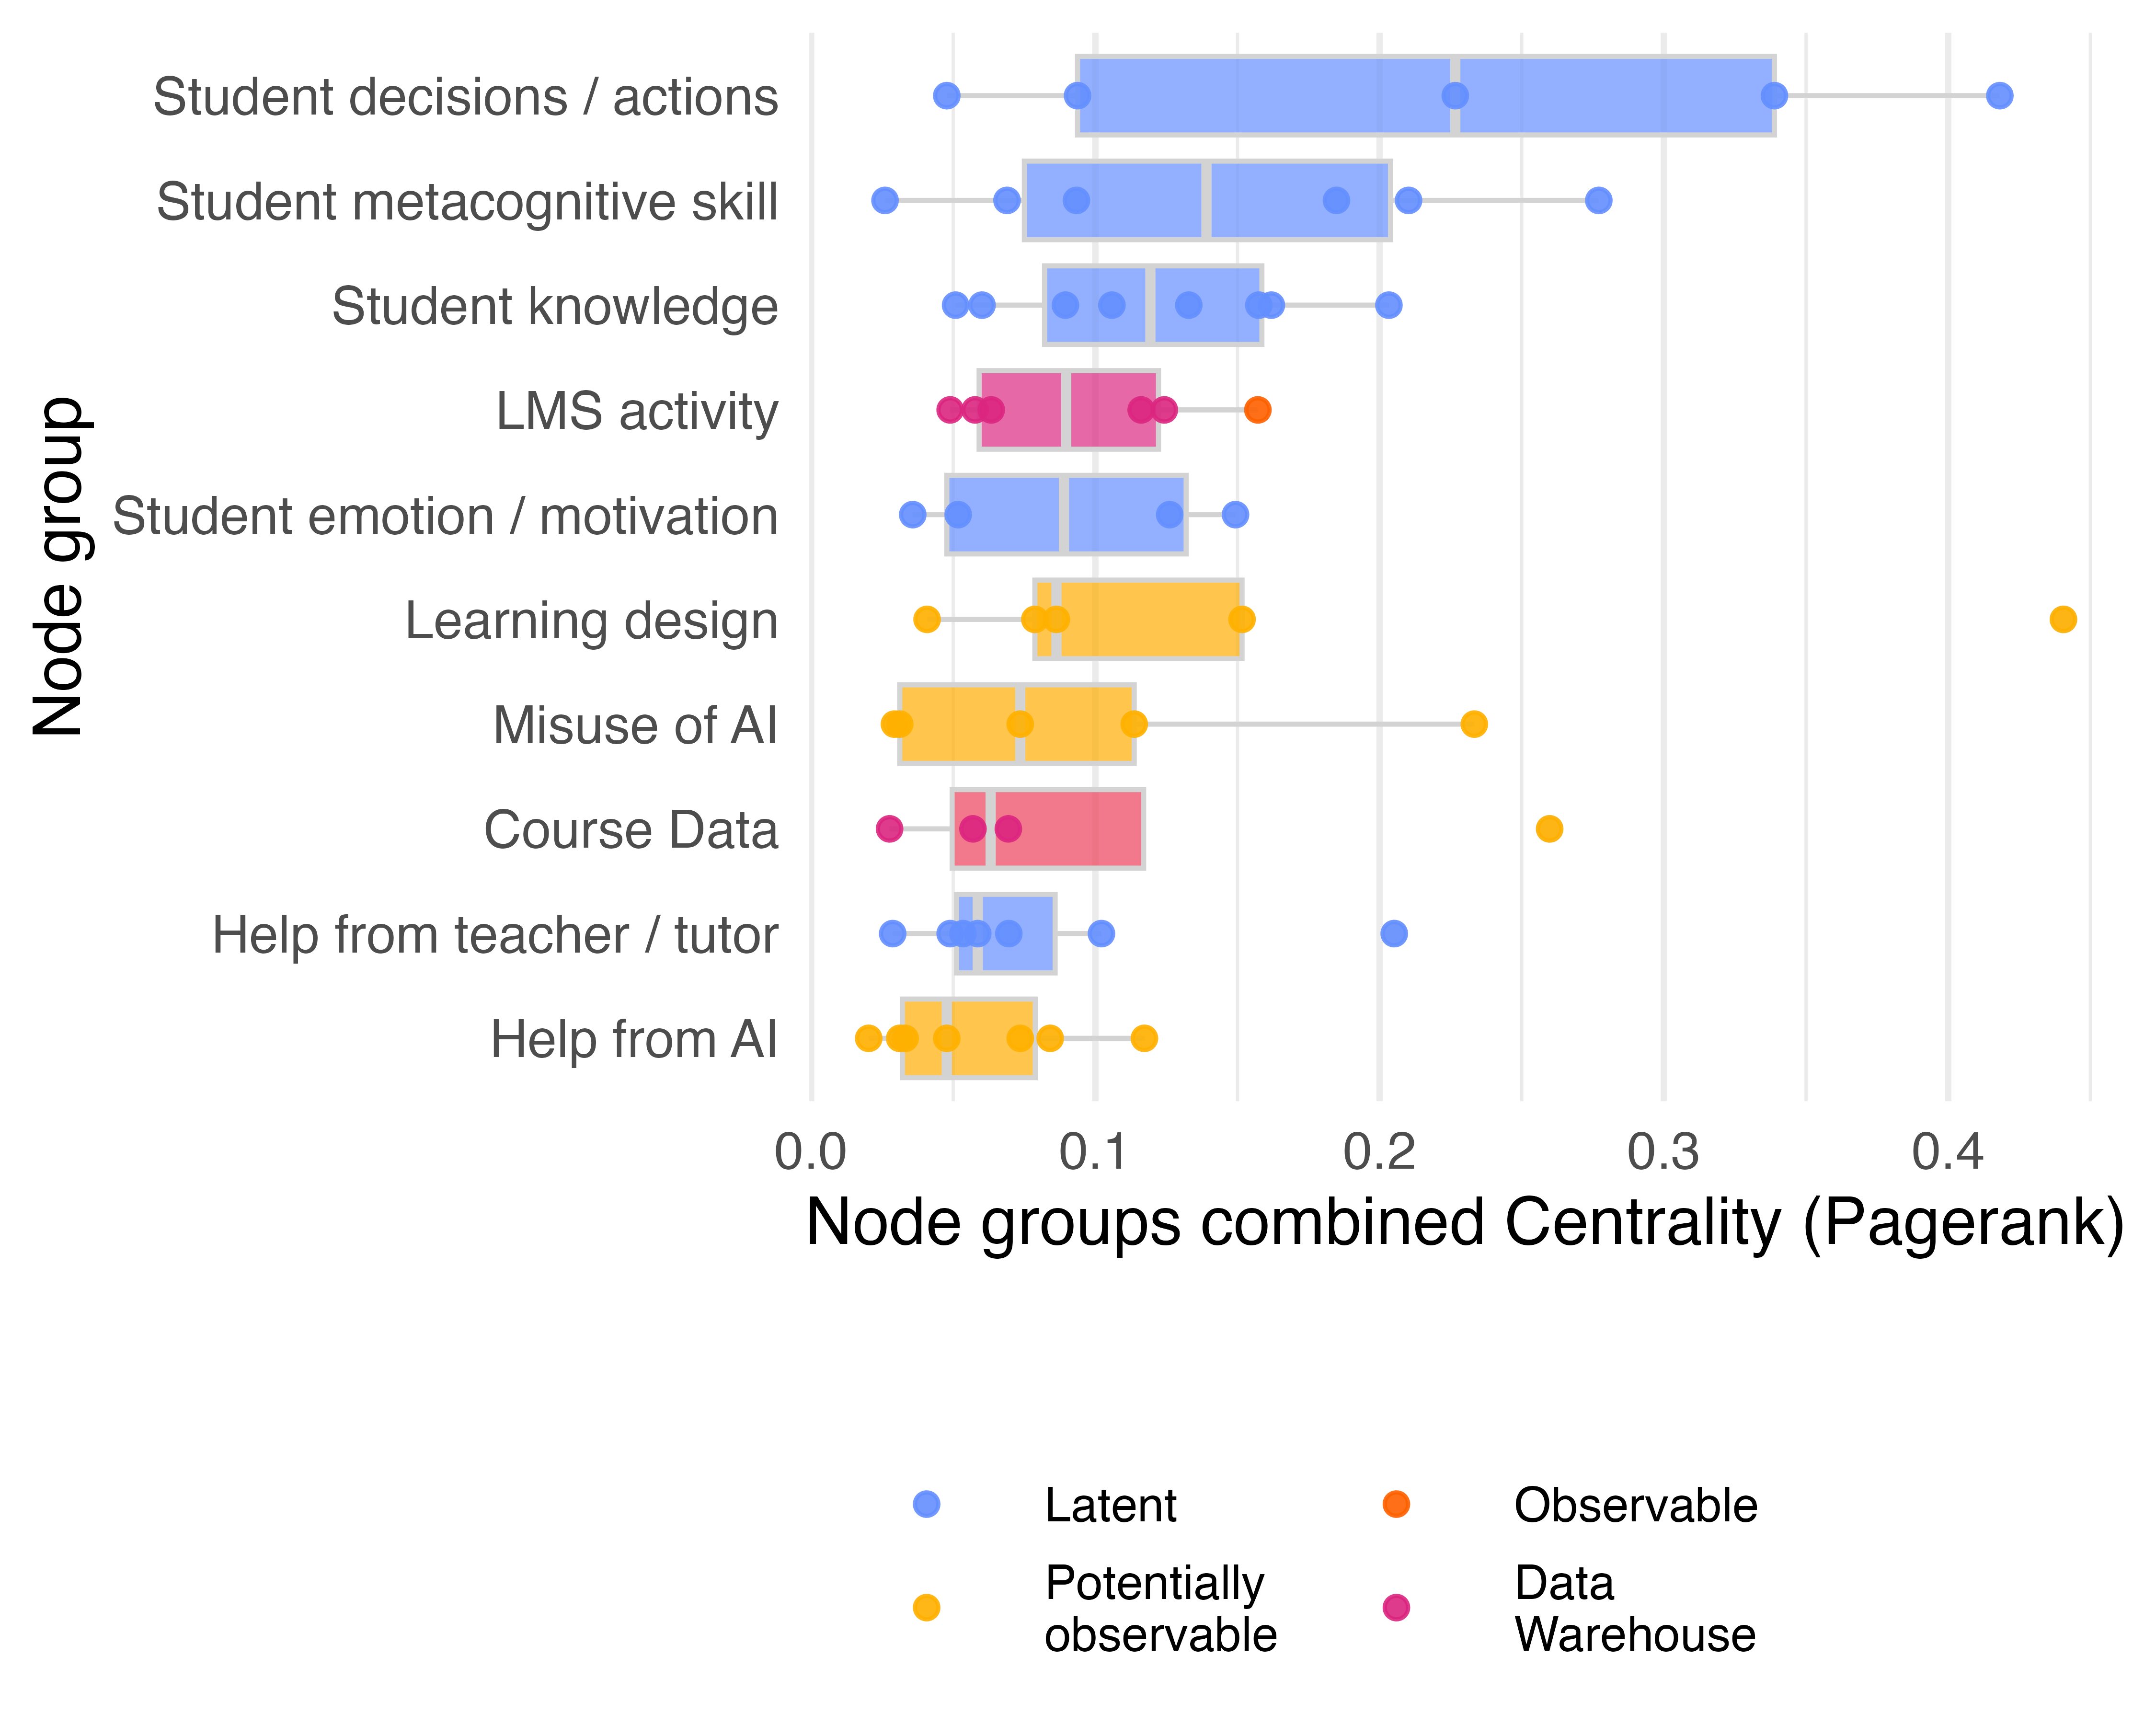 Node group
Student decisions / actions
Student metacognitive skill
Student knowledge
LMS activity
Student emotion / motivation
Learning design
Misuse of AI
Course Data
Help from teacher / tutor
Help from AI
0.0 0.1 0.2 0.3 0.4
Node groups combined Centrality (Pagerank)
Latent
Potentially
observable
Observable
Data
Warehouse